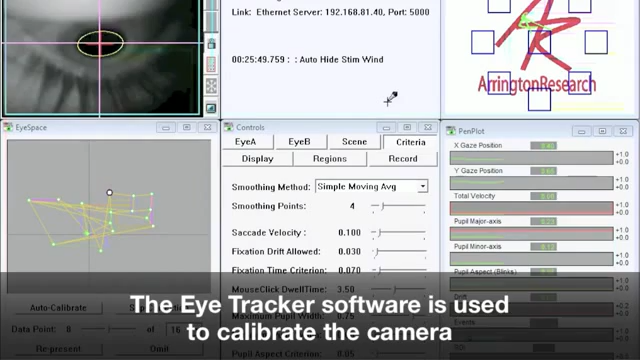 Link: Ethernet Server: 192.168.81.40, Port: 5000
00:25:49.759: : Auto Hide Stim Wind
ArringtonResearch
EyeSpace
Controls
PenPlot
EyeA
EyeB
Scene
Criteria
Display
Regions
Record
Smoothing Method: Simple Moving Avg
Smoothing Points: 4
Saccade Velocity: 0.100
Fixation Drift Allowed: 0.030
Fixation Time Criterion: 0.070
MouseClick DwellTime: 3.50
X Gaze Position
+1.0
0.0
Y Gaze Position
+1.0
0.0
Total Velocity
+1.0
0.0
Pupil Major-axis
+1.0
0.0
Pupil Minor-axis
+1.0
0.0
Pupil Aspect (Blinks)
Auto-Calibrate
Data Point: 8
of 16
Re-present
Omit
The Eye Tracker software is used
to calibrate the camera